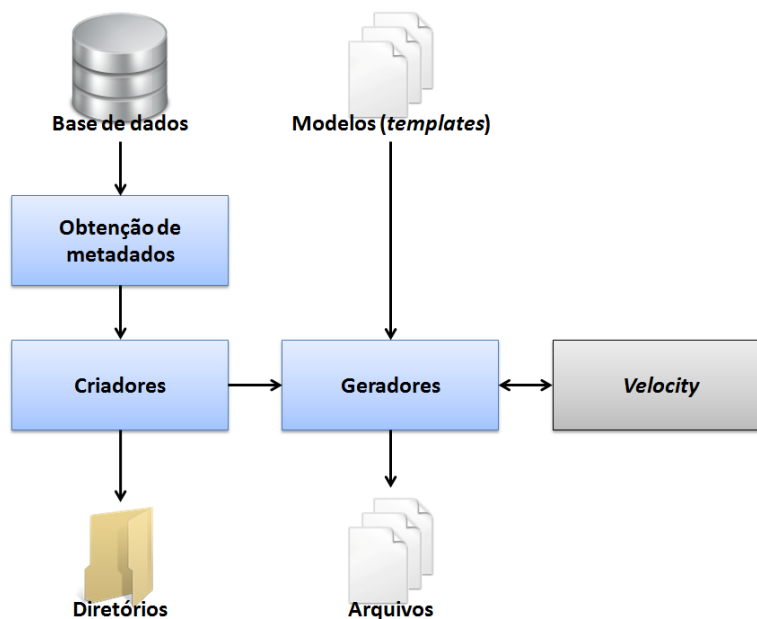 Base de dados
Modelos (templates)
Obtenção de
metadados
Criadores
Geradores
Velocity
Diretórios
Arquivos